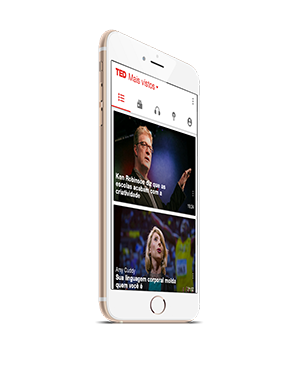 TED Mais vistos
Ken Robinson diz que as
escolas acabam com a
criatividade
Amy Cuddy
Sua linguagem corporal molda
quem você é